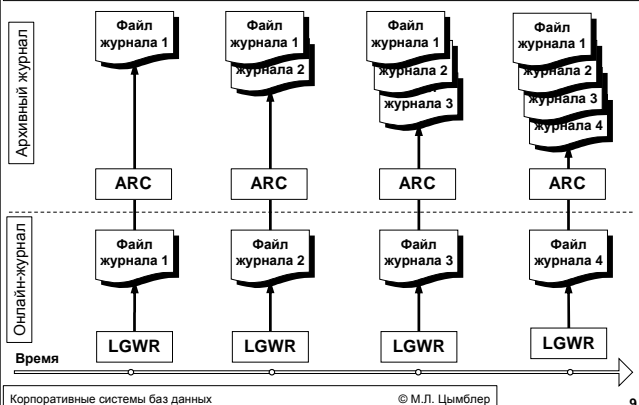 Архивный журнал
Файл
журнала 1
Файл
журнала 1
журнала 2
Файл
журнала 1
журнала 2
журнала 3
Файл
журнала 1
журнала 2
журнала 3
журнала 4
ARC
ARC
ARC
ARC
Онлайн-журнал
Файл
журнала 1
Файл
журнала 2
Файл
журнала 3
Файл
журнала 4
LGWR
LGWR
LGWR
LGWR
Время
Корпоративные системы баз данных
© М.Л. Цымблер
9